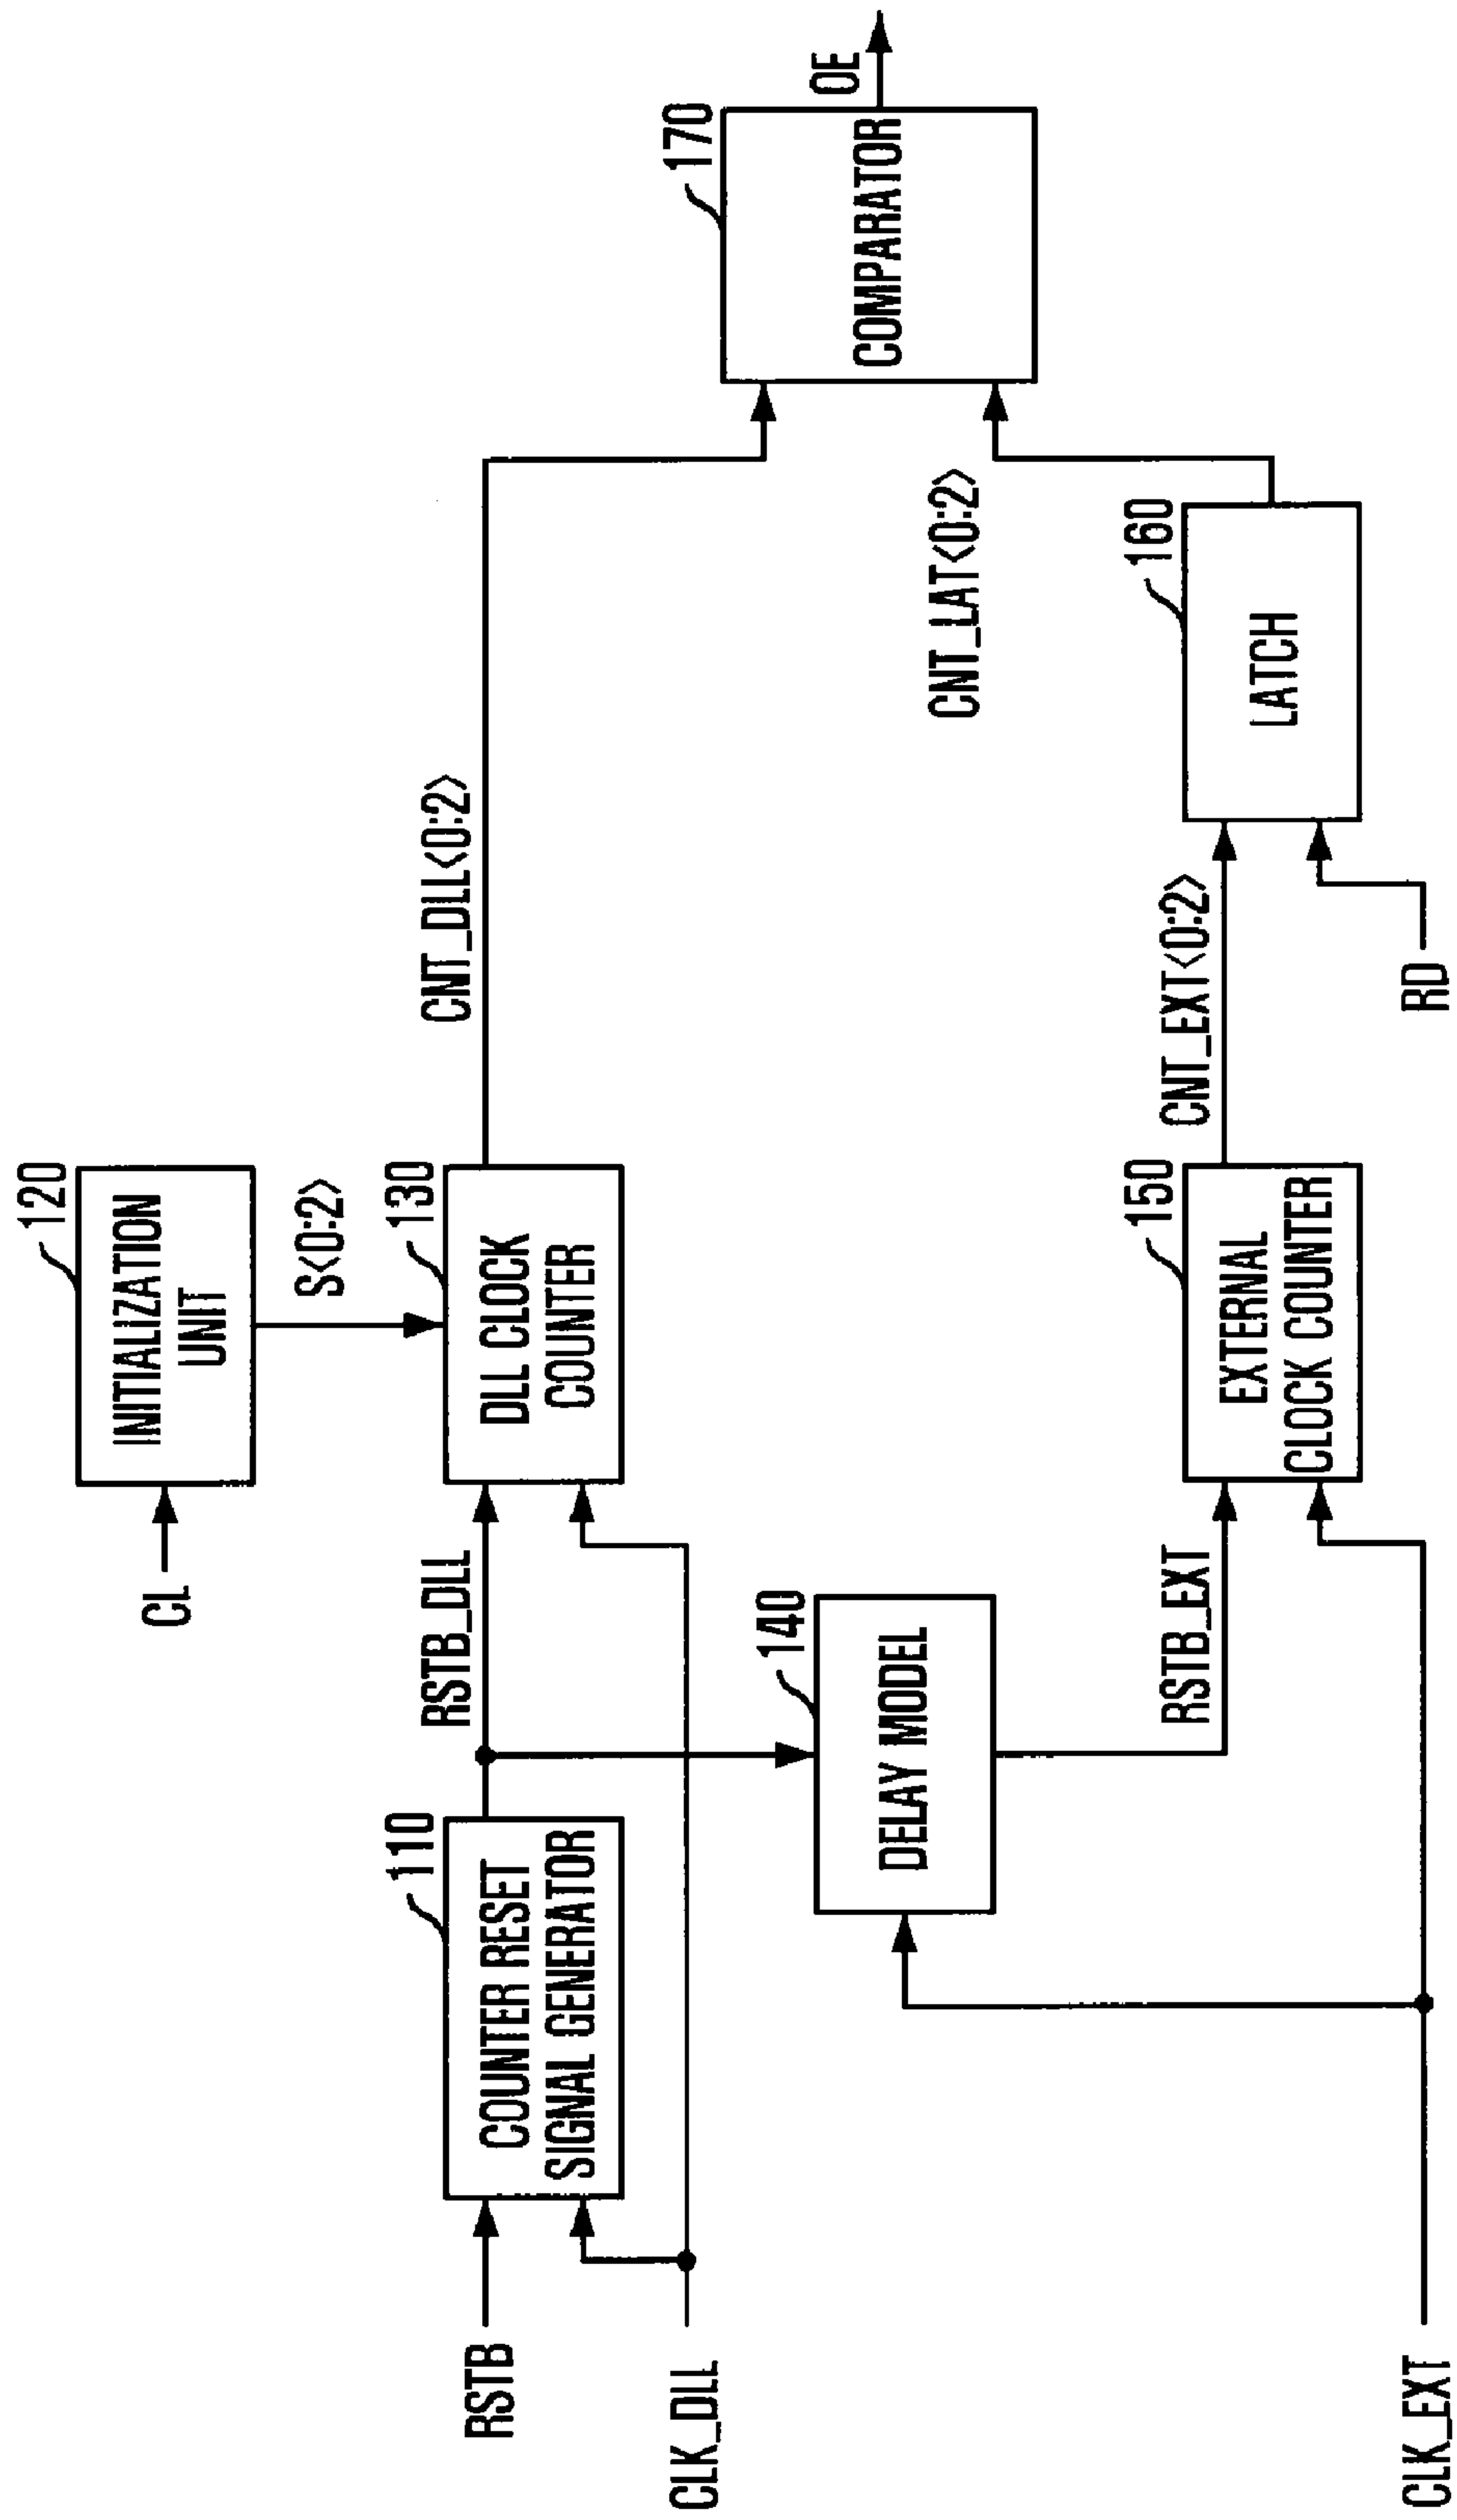 120
INITIALIZATION
UNIT
CL
S<0:2>
110
COUNTER RESET
SIGNAL GENERATOR
RSTB
RSTB_DLL
130
DLL CLOCK
COUNTER
CNT_DLL<0:2>
CLK_DLL
140
DELAY MODEL
170
COMPARATOR
OE
CNT_LAT<0:2>
RSTB_EXT
150
EXTERNAL
CLOCK COUNTER
CNT_EXT<0:2>
160
LATCH
RD
CLK_EXT